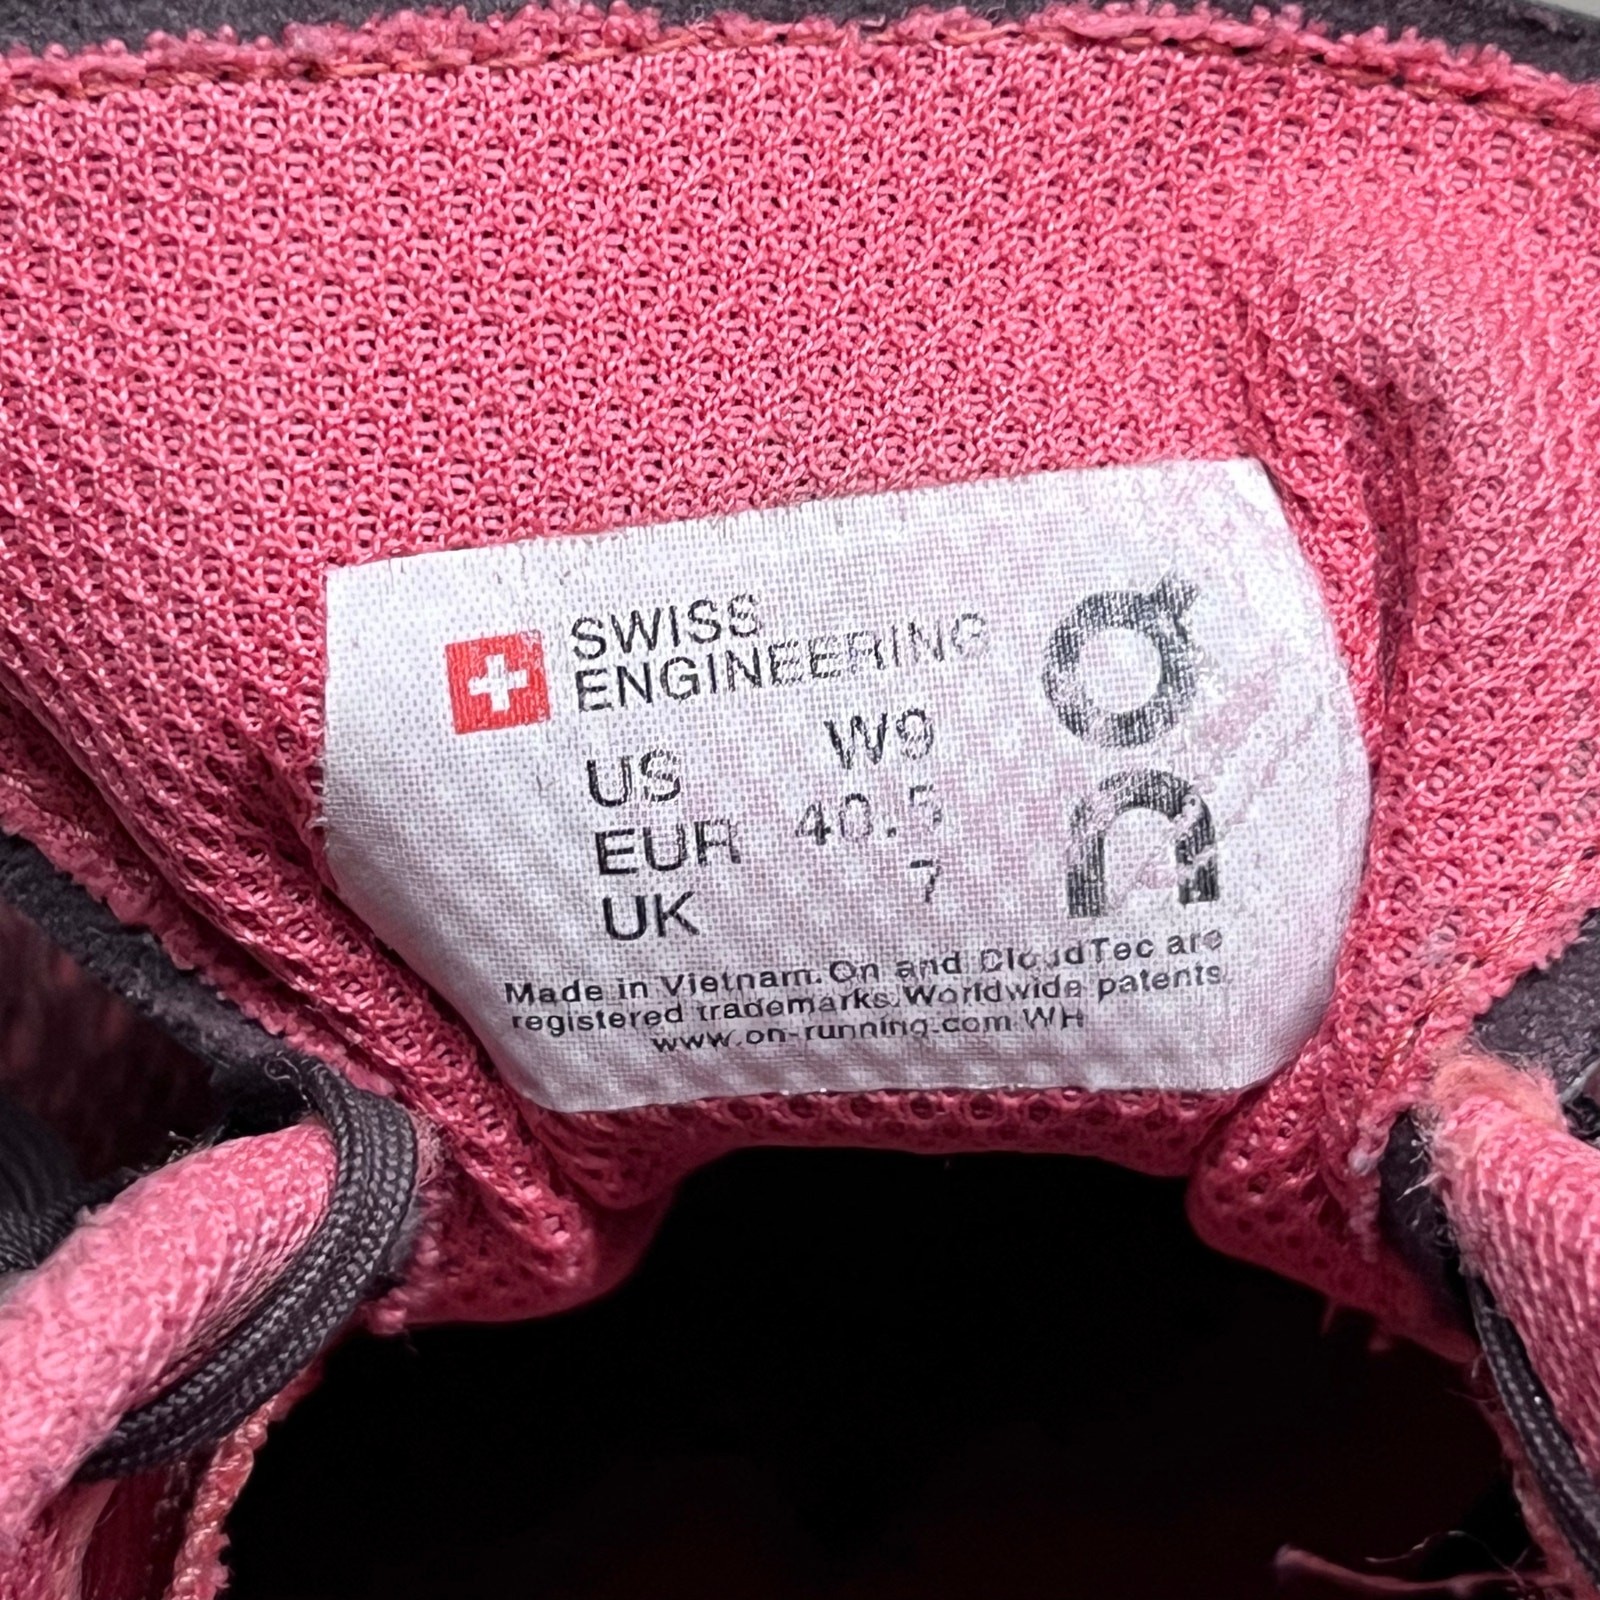 SWISS
ENGINEERING
US W9
EUR 40.5
UK 7
On
Made in Vietnam. On and CloudTec are
registered trademarks. Worldwide patents.
www.on-running.com WH